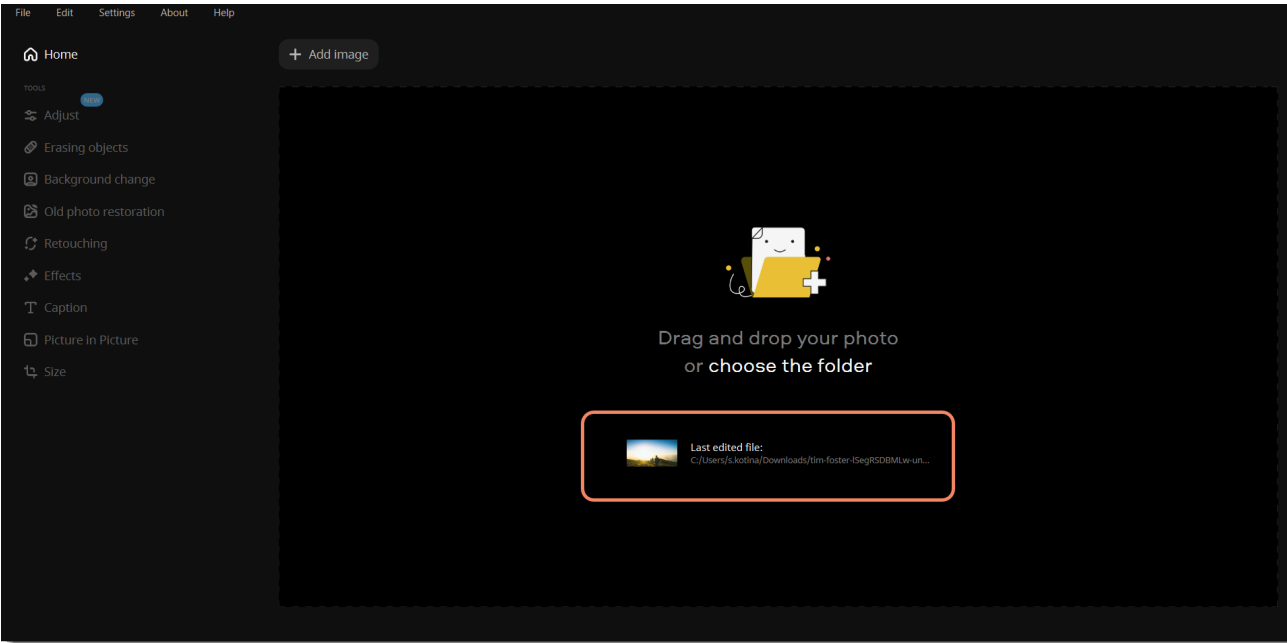 File Edit Settings About Help
Home
TOOLS
NEW
Adjust
Erasing objects
Background change
Old photo restoration
Retouching
Effects
Caption
Picture in Picture
Size
Add image
Drag and drop your photo
or choose the folder
Last edited file:
C:/Users/s.kotina/Downloads/tim-foster-lSegRSDBMLw-un...